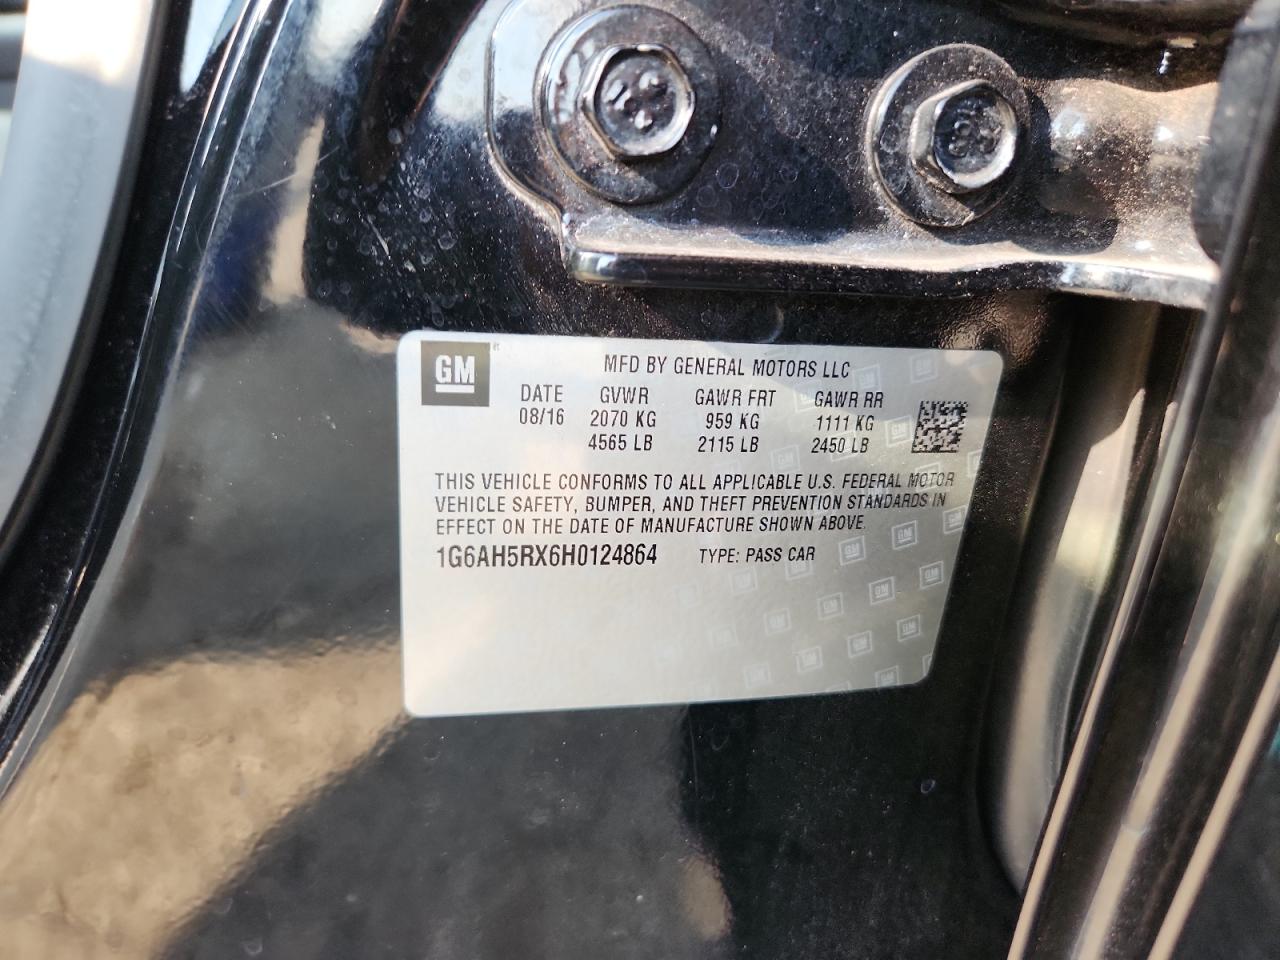 GM
MFD BY GENERAL MOTORS LLC
DATE GVWR GAWR FRT GAWR RR
08/16 2070 KG 959 KG 1111 KG
4565 LB 2115 LB 2450 LB
THIS VEHICLE CONFORMS TO ALL APPLICABLE U.S. FEDERAL MOTOR
VEHICLE SAFETY, BUMPER, AND THEFT PREVENTION STANDARDS IN
EFFECT ON THE DATE OF MANUFACTURE SHOWN ABOVE.
1G6AH5RX6H0124864 TYPE: PASS CAR